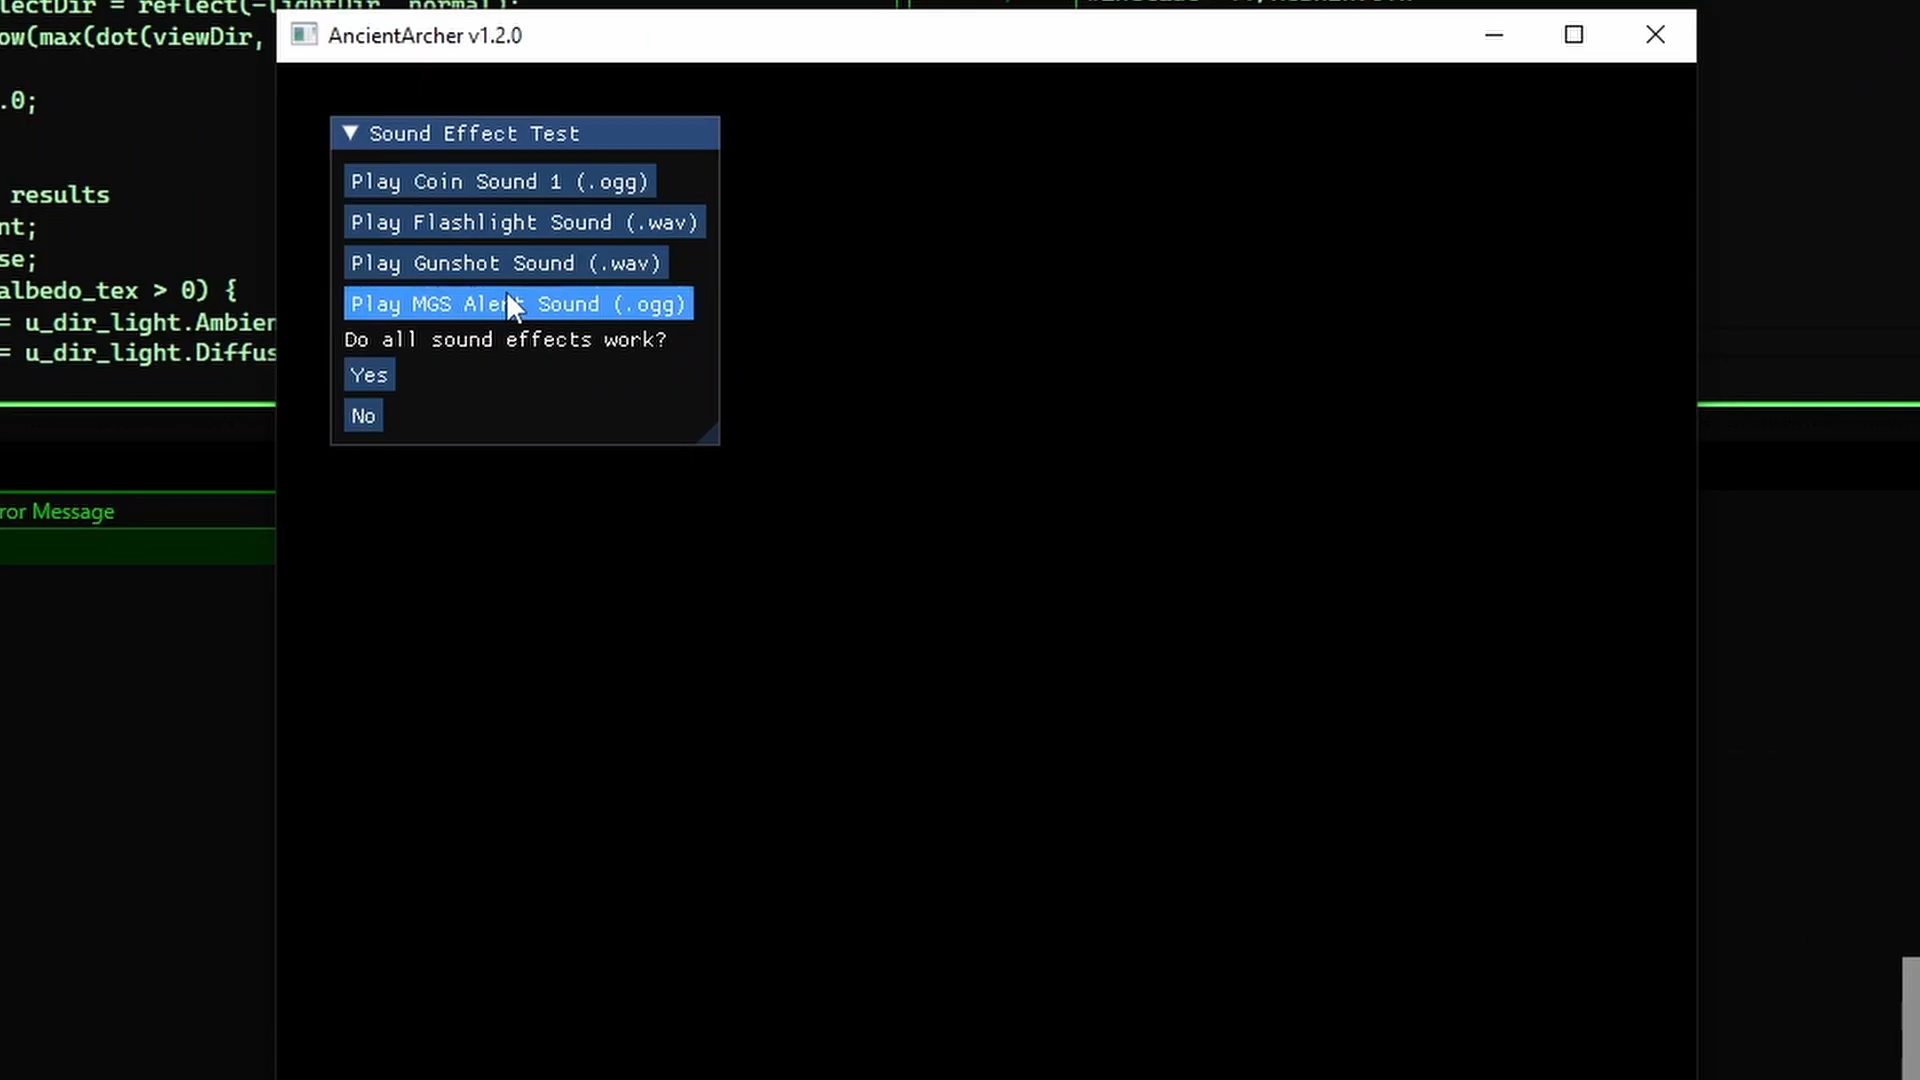 AncientArcher v1.2.0
ow(max(dot(viewDir,
.0;
results
nt;
se;
albedo_tex > 0) {
= u_dir_light.Ambien
= u_dir_light.Diffus
ror Message
Sound Effect Test
Play Coin Sound 1 (.ogg)
Play Flashlight Sound (.wav)
Play Gunshot Sound (.wav)
Play MGS Alert Sound (.ogg)
Do all sound effects work?
Yes
No